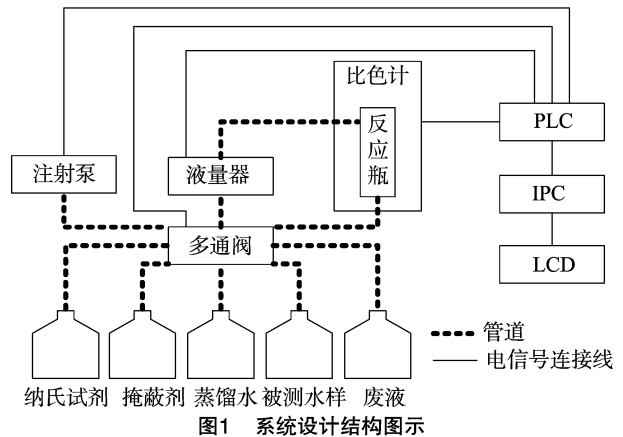 比色计
反应瓶
PLC
注射泵
液量器
IPC
多通阀
LCD
管道
电信号连接线
纳氏试剂 掩蔽剂 蒸馏水 被测水样 废液
图1 系统设计结构图示